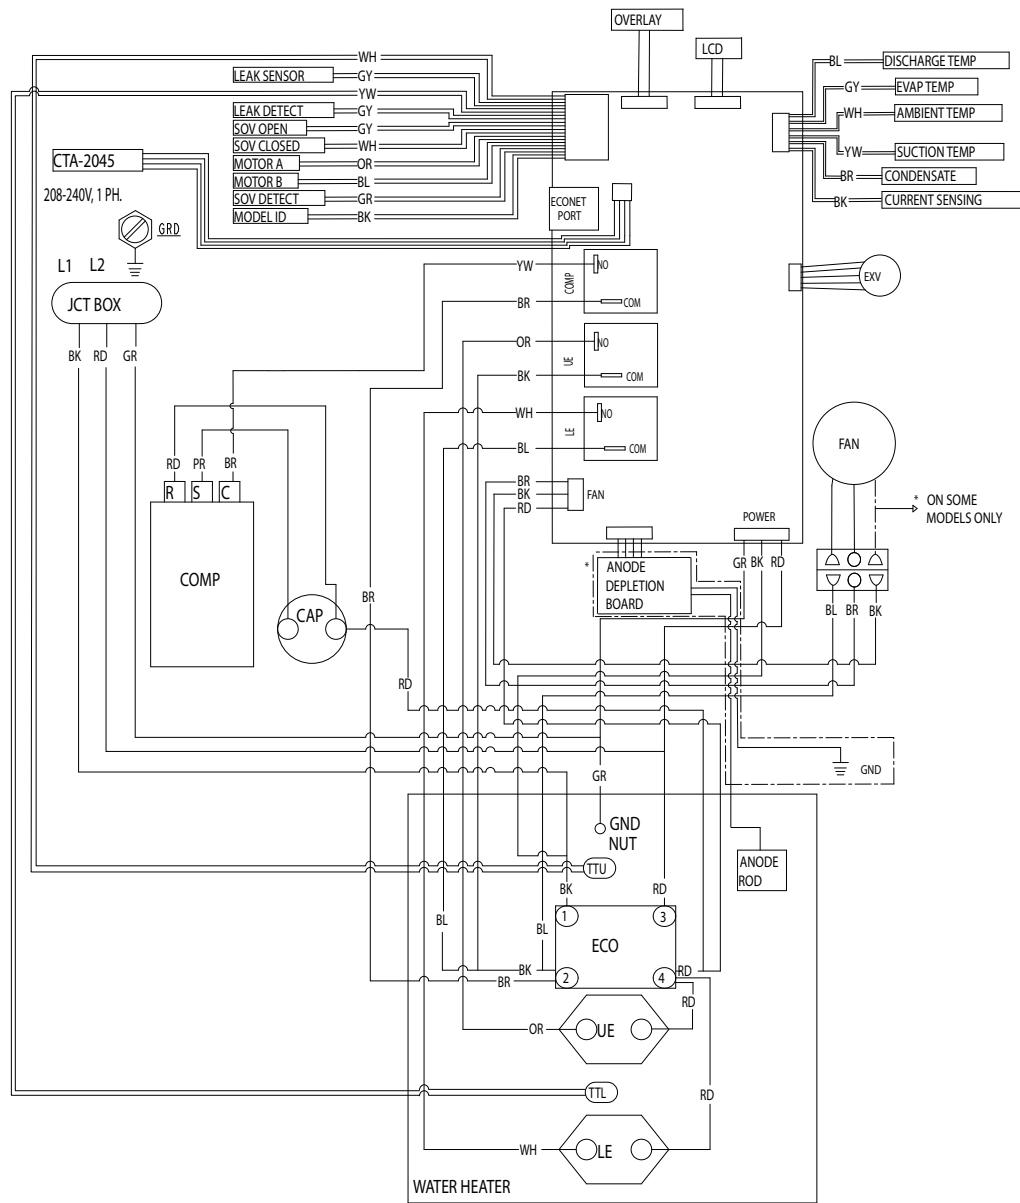 OVERLAY
LCD
WH
LEAK SENSOR GY
YW
LEAK DETECT GY
SOV OPEN GY
SOV CLOSED WH
MOTOR A OR
MOTOR B BL
SOV DETECT GR
MODEL ID BK
BL DISCHARGE TEMP
GY EVAP TEMP
WH AMBIENT TEMP
YW SUCTION TEMP
BR CONDENSATE
BK CURRENT SENSING
CTA-2045
208-240V, 1 PH.
GRD
L1 L2
JCT BOX
BK RD GR
ECONET
PORT
EXV
YW NO
COMP
BR COM
OR NO
UE
BK COM
WH NO
LE
BL COM
BR
BK
RD
FAN
RD PR BR
R S C
COMP
CAP
BR
RD
FAN
* ON SOME
MODELS ONLY
POWER
GR BK RD
* ANODE
DEPLETION
BOARD
BL BR BK
GND
GR
GND
NUT
TTU
ANODE
ROD
BK RD
1 3
BL BL
ECO
BK 2 4 RD
BR
RD
OR UE
TTL
RD
WH LE
WATER HEATER